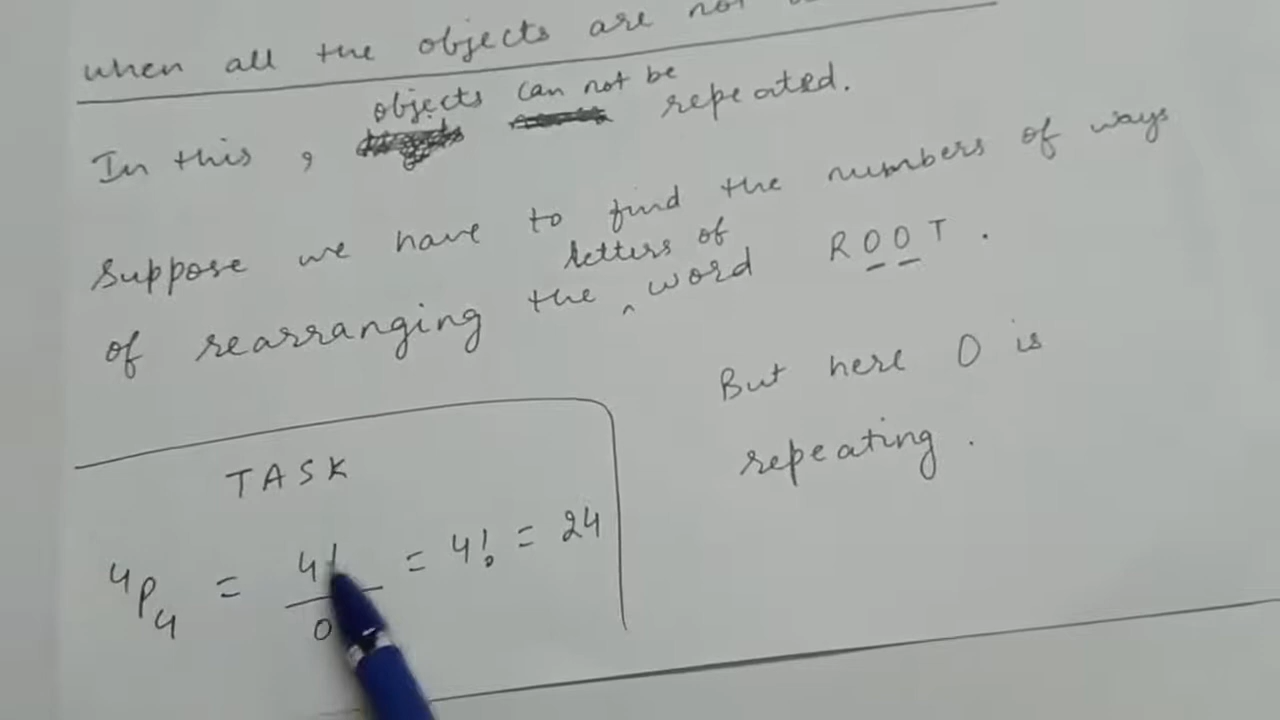 when all the objects are not
objects can not be
In this , repeated.
Suppose we have to find the numbers of ways
letters of
of rearranging the ^ word ROOT .
But here O is
repeating .
TASK
⁴P₄ = 4! / 0 = 4! = 24